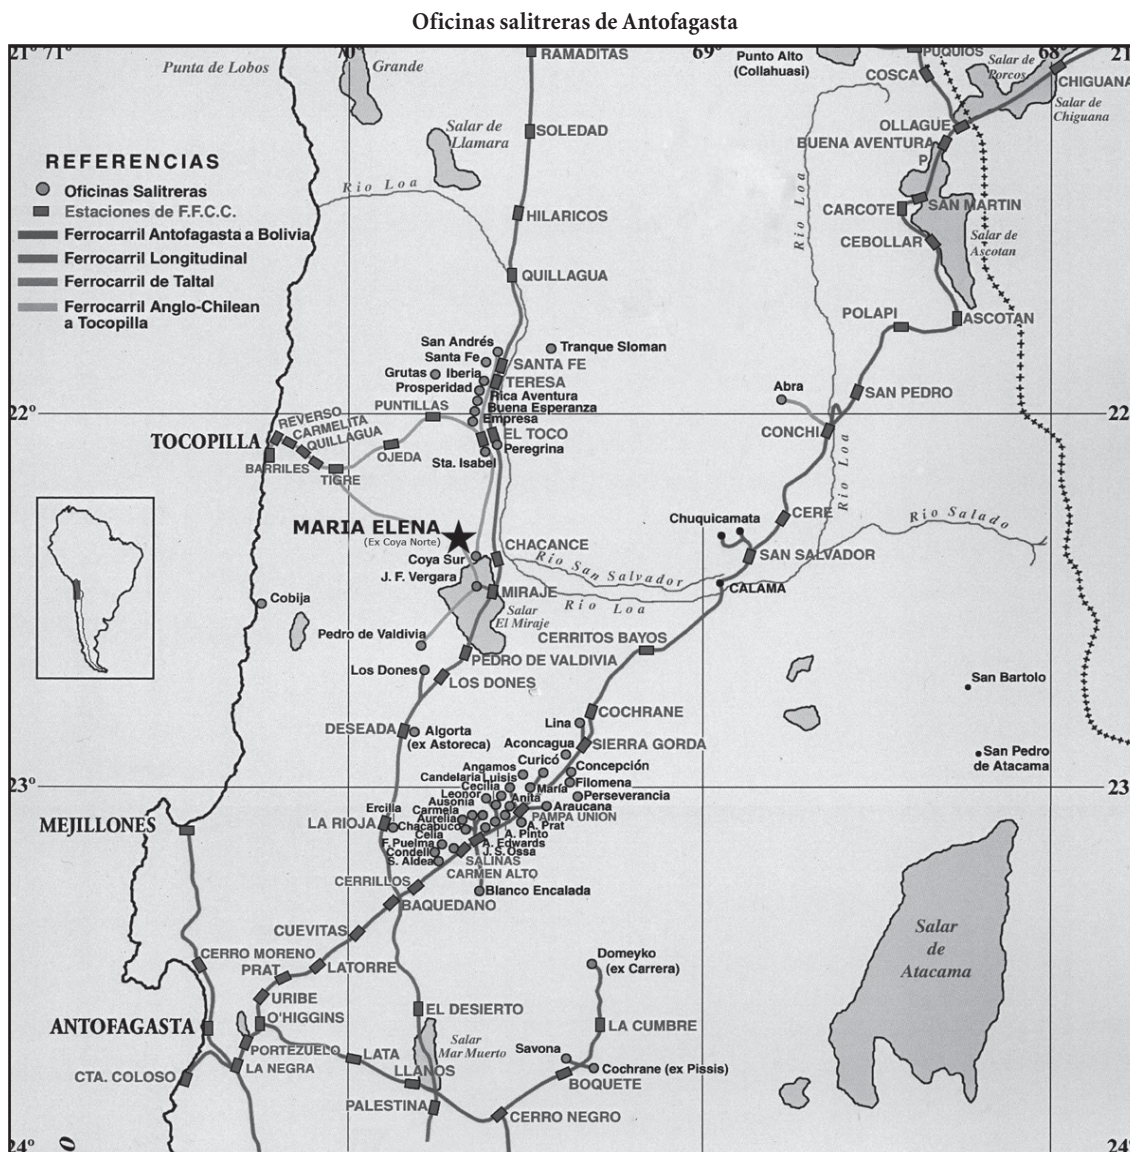 Oficinas salitreras de Antofagasta
21° 71°
70°
69°
68°
21
Punta de Lobos
Grande
RAMADITAS
Punto Alto
(Collahuasi)
PUQUIOS
COSCA
Salar de
Porcos
CHIGUANA
Salar de
Chiguana
Salar de
Llamara
SOLEDAD
OLLAGUE
BUENA AVENTURA
P
REFERENCIAS
Oficinas Salitreras
Estaciones de F.F.C.C.
Ferrocarril Antofagasta a Bolivia
Ferrocarril Longitudinal
Ferrocarril de Taltal
Ferrocarril Anglo-Chilean
a Tocopilla
Rio Loa
Rio Loa
HILARICOS
CARCOTE
SAN MARTIN
CEBOLLAR
Salar de
Ascotan
QUILLAGUA
POLAPI
ASCOTAN
San Andrés
Tranque Sloman
Santa Fe
SANTA FE
Grutas
Iberia
TERESA
Prosperidad
Rica Aventura
Buena Esperanza
Empresa
Abra
SAN PEDRO
22°
22
PUNTILLAS
REVERSO
CARMELITA
QUILLAGUA
TOCOPILLA
EL TOCO
Peregrina
CONCHI
BARRILES
TIGRE
OJEDA
Sta. Isabel
Rio Loa
MARIA ELENA
(Ex Coya Norte)
Chuquicamata
CERE
Rio Salado
CHACANCE
Coya Sur
Rio San Salvador
SAN SALVADOR
J. F. Vergara
MIRAJE
CALAMA
Cobija
Salar
El Miraje
Rio Loa
Pedro de Valdivia
CERRITOS BAYOS
PEDRO DE VALDIVIA
Los Dones
LOS DONES
San Bartolo
DESEADA
Algorta
(ex Astoreca)
Lina
COCHRANE
Aconcagua
SIERRA GORDA
San Pedro
de Atacama
Curicó
Angamos
Concepción
Candelaria
Luisis
Filomena
23°
23
Cecilia
María
Leonor
Perseverancia
Ausonia
Anita
Araucana
Ercilla
Carmela
PAMPA UNION
MEJILLONES
LA RIOJA
Aurelia
Chacapuco
A. Prat
Celia
A. Pinto
F. Puelma
A. Edwards
Condell
J. S. Ossa
S. Aldea
SALINAS
CARMEN ALTO
CERRILLOS
Blanco Encalada
BAQUEDANO
CUEVITAS
Salar
de
Atacama
CERRO MORENO
PRAT
LATORRE
Domeyko
(ex Carrera)
URIBE
ANTOFAGASTA
O'HIGGINS
EL DESIERTO
LA CUMBRE
PORTEZUELO
LATA
Salar
Mar Muerto
Savona
CTA. COLOSO
LA NEGRA
LLANOS
Cochrane (ex Pissis)
BOQUETE
PALESTINA
CERRO NEGRO
24°
0
24°